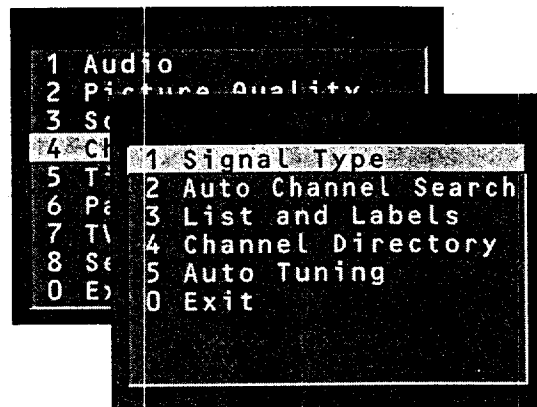 1 Audio
2 Picture Quality
3
4
5
6
7
8
0
1 Signal Type
2 Auto Channel Search
3 List and Labels
4 Channel Directory
5 Auto Tuning
0 Exit